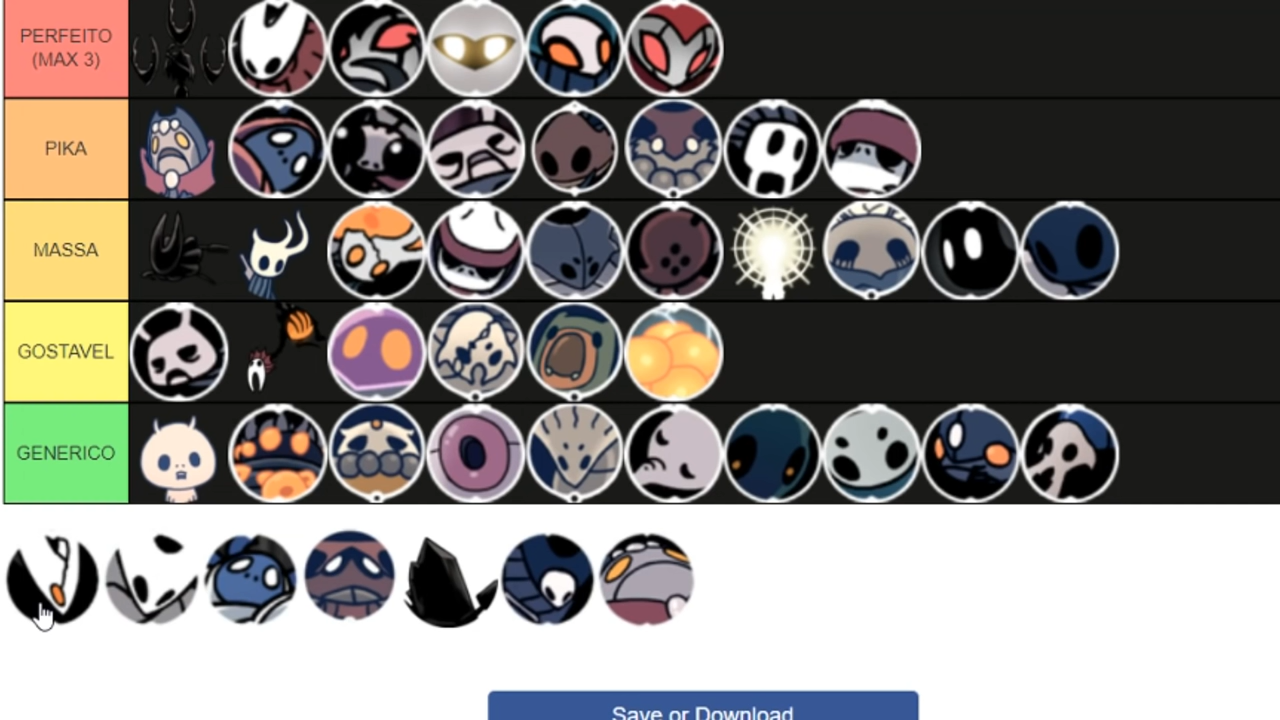 PERFEITO
(MAX 3)
PIKA
MASSA
GOSTAVEL
GENERICO
Save or Download